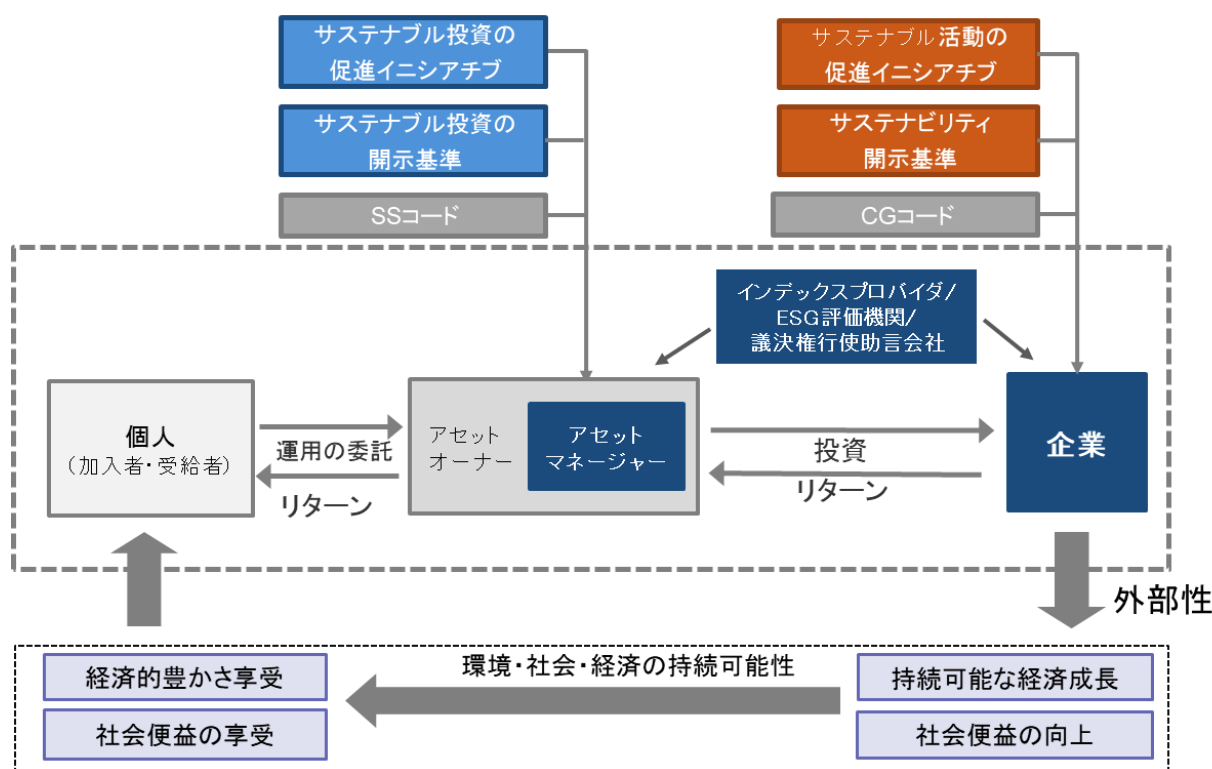 サステナブル投資の
促進イニシアチブ
サステナブル活動の
促進イニシアチブ
サステナブル投資の
開示基準
サステナビリティ
開示基準
SSコード
CGコード
インデックスプロバイダ/
ESG評価機関/
議決権行使助言会社
個人
（加入者・受給者）
運用の委託
リターン
アセット
オーナー
アセット
マネージャー
投資
リターン
企業
外部性
経済的豊かさ享受
社会便益の享受
環境・社会・経済の持続可能性
持続可能な経済成長
社会便益の向上